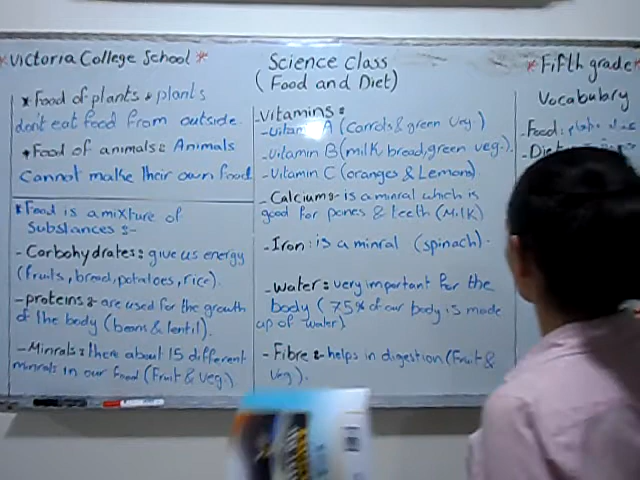 *Victoria College School*
* Food of plants : plants
don't eat food from outside.
* Food of animals : Animals
Cannot make their own food
* Food is a mixture of
Substances :-
- Carbohydrates : give us energy
(fruits, bread, potatoes, rice).
- proteins : are used for the growth
of the body (beans & lentil).
- Minrals : there about 15 different
minrals in our food (Fruit & veg.)
Science Class
(Food and Diet)
- Vitamins :
- Vitamin A (Carrots & green veg.)
- Vitamin B (milk, bread, green veg.)
- Vitamin C (oranges & Lemons)
- Calcium :- is a minral which is
good for pones & teeth (Milk)
- Iron : is a minral (spinach).
- water : very important for the
body (75% of our body is made
up of water)
- Fibre : helps in digestion (Fruit &
veg).
* Fifth grade *
Vocabulary
- Food :
- Diet